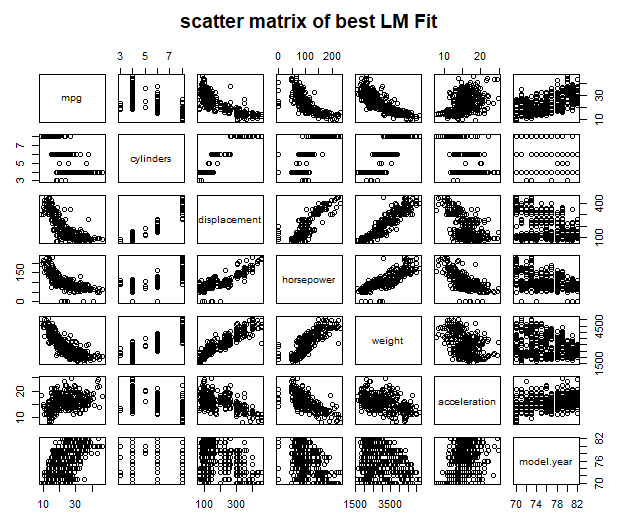 scatter matrix of best LM Fit
3 5 7
0 100 200
10 20
mpg
10 30
3 7
cylinders
displacement
100 400
0 150
horsepower
weight
1500 4500
10 20
acceleration
model.year
70 76 82
10 30
100 300
1500 3500
70 74 78 82